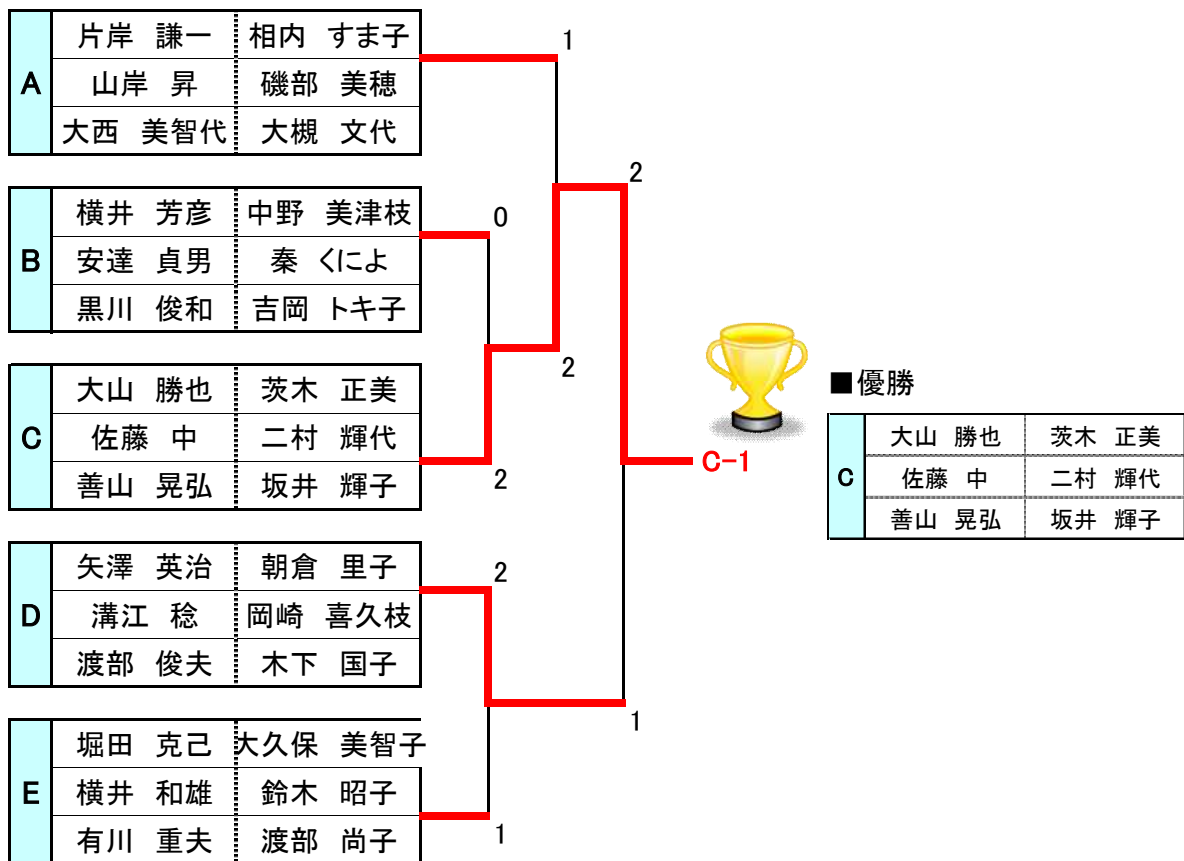 A
片岸 謙一 相内 すま子
山岸 昇 磯部 美穂
大西 美智代 大槻 文代
1
B
横井 芳彦 中野 美津枝
安達 貞男 秦 くによ
黒川 俊和 吉岡 トキ子
0
2
2
C
大山 勝也 茨木 正美
佐藤 中 二村 輝代
善山 晃弘 坂井 輝子
2
C-1
■優勝
C
大山 勝也 茨木 正美
佐藤 中 二村 輝代
善山 晃弘 坂井 輝子
D
矢澤 英治 朝倉 里子
溝江 稔 岡崎 喜久枝
渡部 俊夫 木下 国子
2
1
E
堀田 克己 大久保 美智子
横井 和雄 鈴木 昭子
有川 重夫 渡部 尚子
1